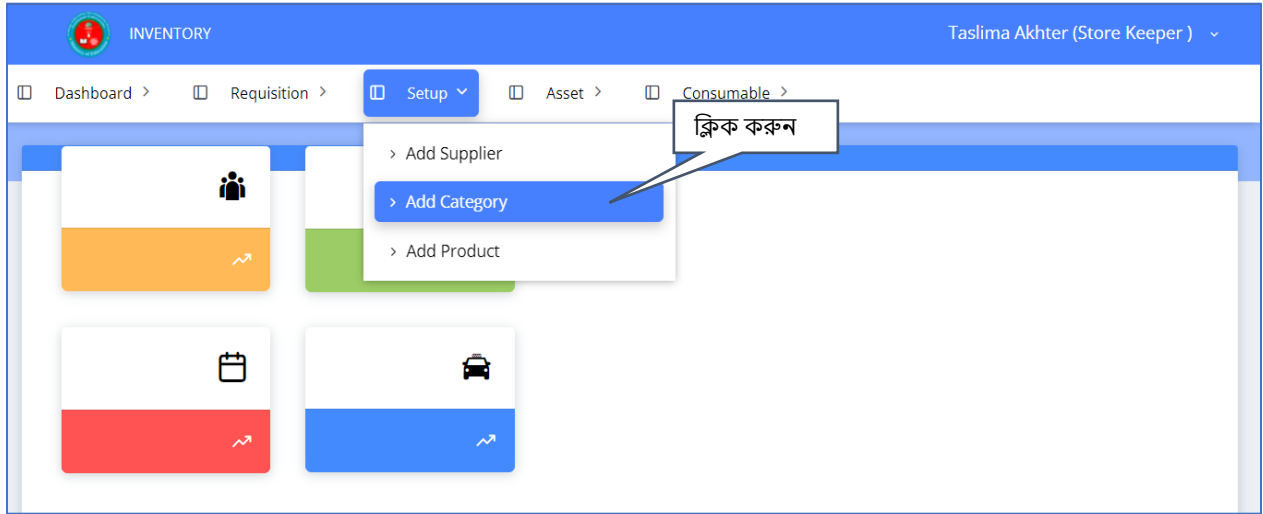 INVENTORY
Taslima Akhter (Store Keeper )
Dashboard
Requisition
Setup
Asset
Consumable
ক্লিক করুন
Add Supplier
Add Category
Add Product